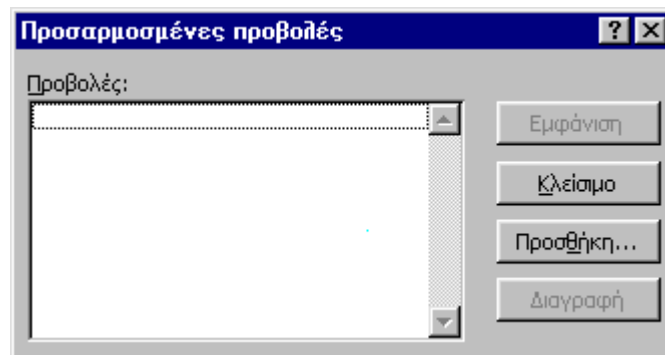 Προσαρμοσμένες προβολές
Προβολές:
Εμφάνιση
Κλείσιμο
Προσθήκη...
Διαγραφή